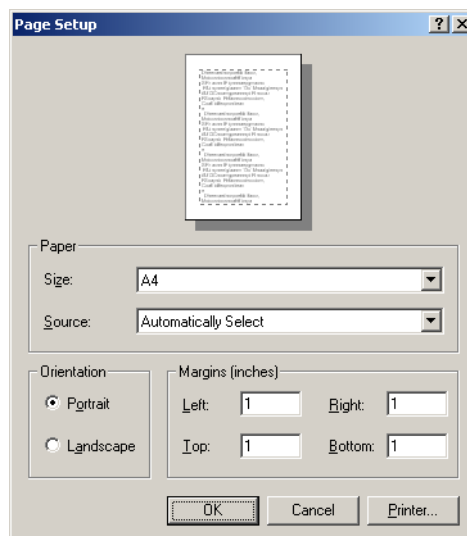 Page Setup
Paper
Size: A4
Source: Automatically Select
Orientation
Portrait
Landscape
Margins (inches)
Left: 1 Right: 1
Top: 1 Bottom: 1
OK Cancel Printer...